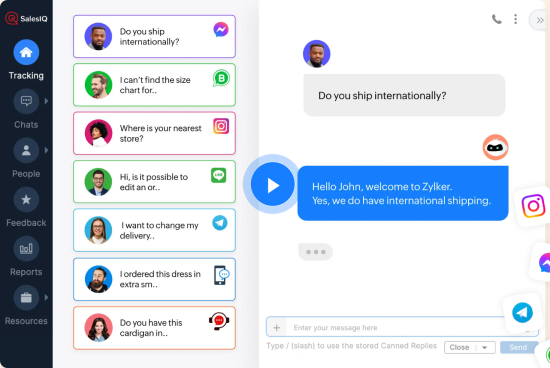 SalesIQ
Tracking
Chats
People
Feedback
Reports
Resources
Do you ship
internationally?
I can't find the size
chart for..
Where is your nearest
store?
Hi, is it possible to
edit an or..
I want to change my
delivery..
I ordered this dress in
extra sm..
Do you have this
cardigan in..
Do you ship internationally?
Hello John, welcome to Zylker.
Yes, we do have international shipping.
Enter your message here
Type / (slash) to use the stored Canned Replies
Close
Send